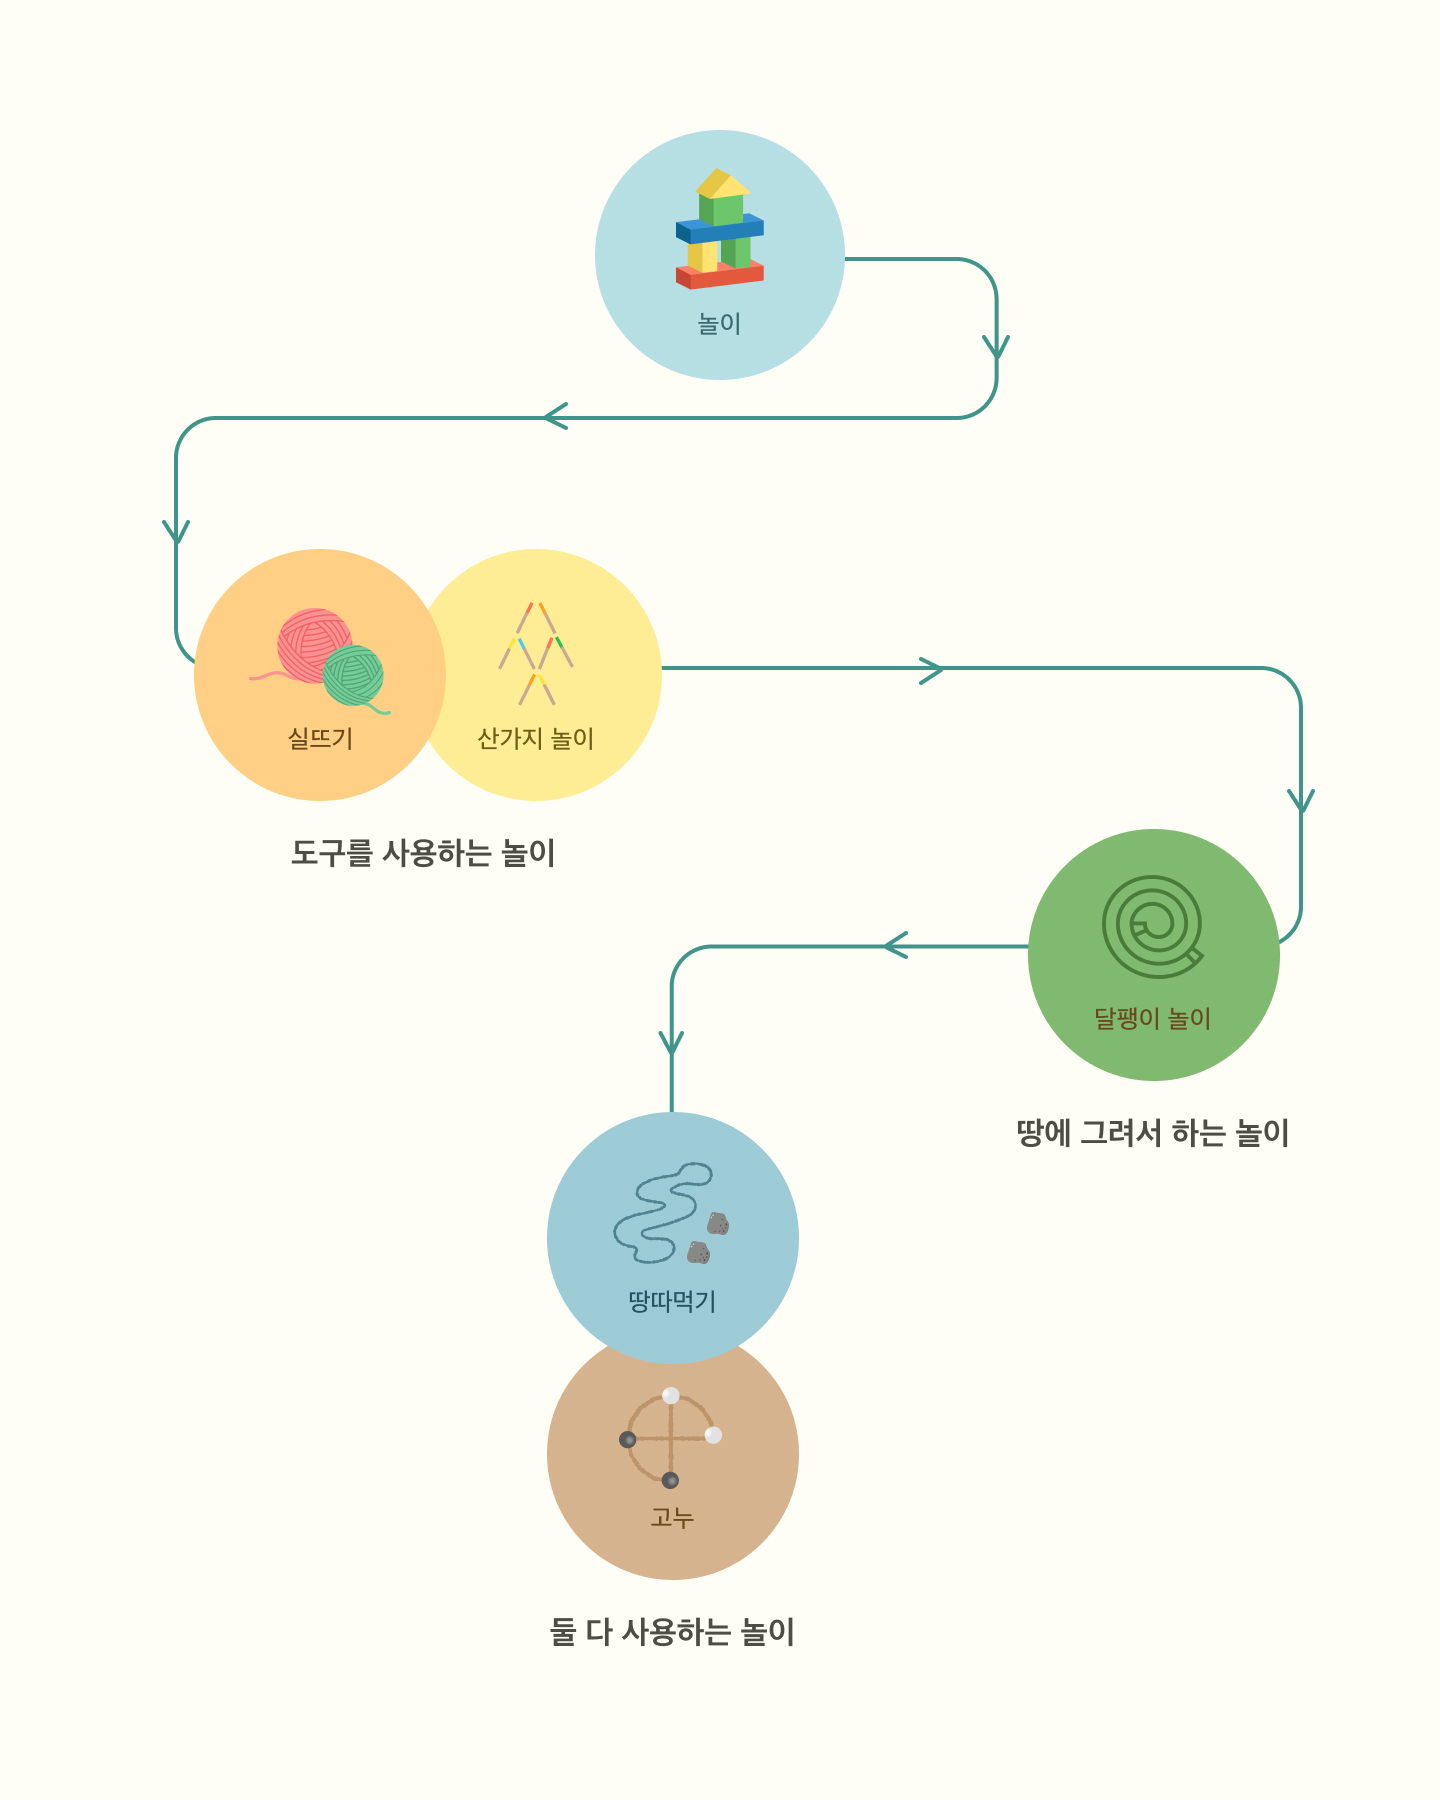 놀이
실뜨기
산가지 놀이
도구를 사용하는 놀이
달팽이 놀이
땅에 그려서 하는 놀이
땅따먹기
고누
둘 다 사용하는 놀이